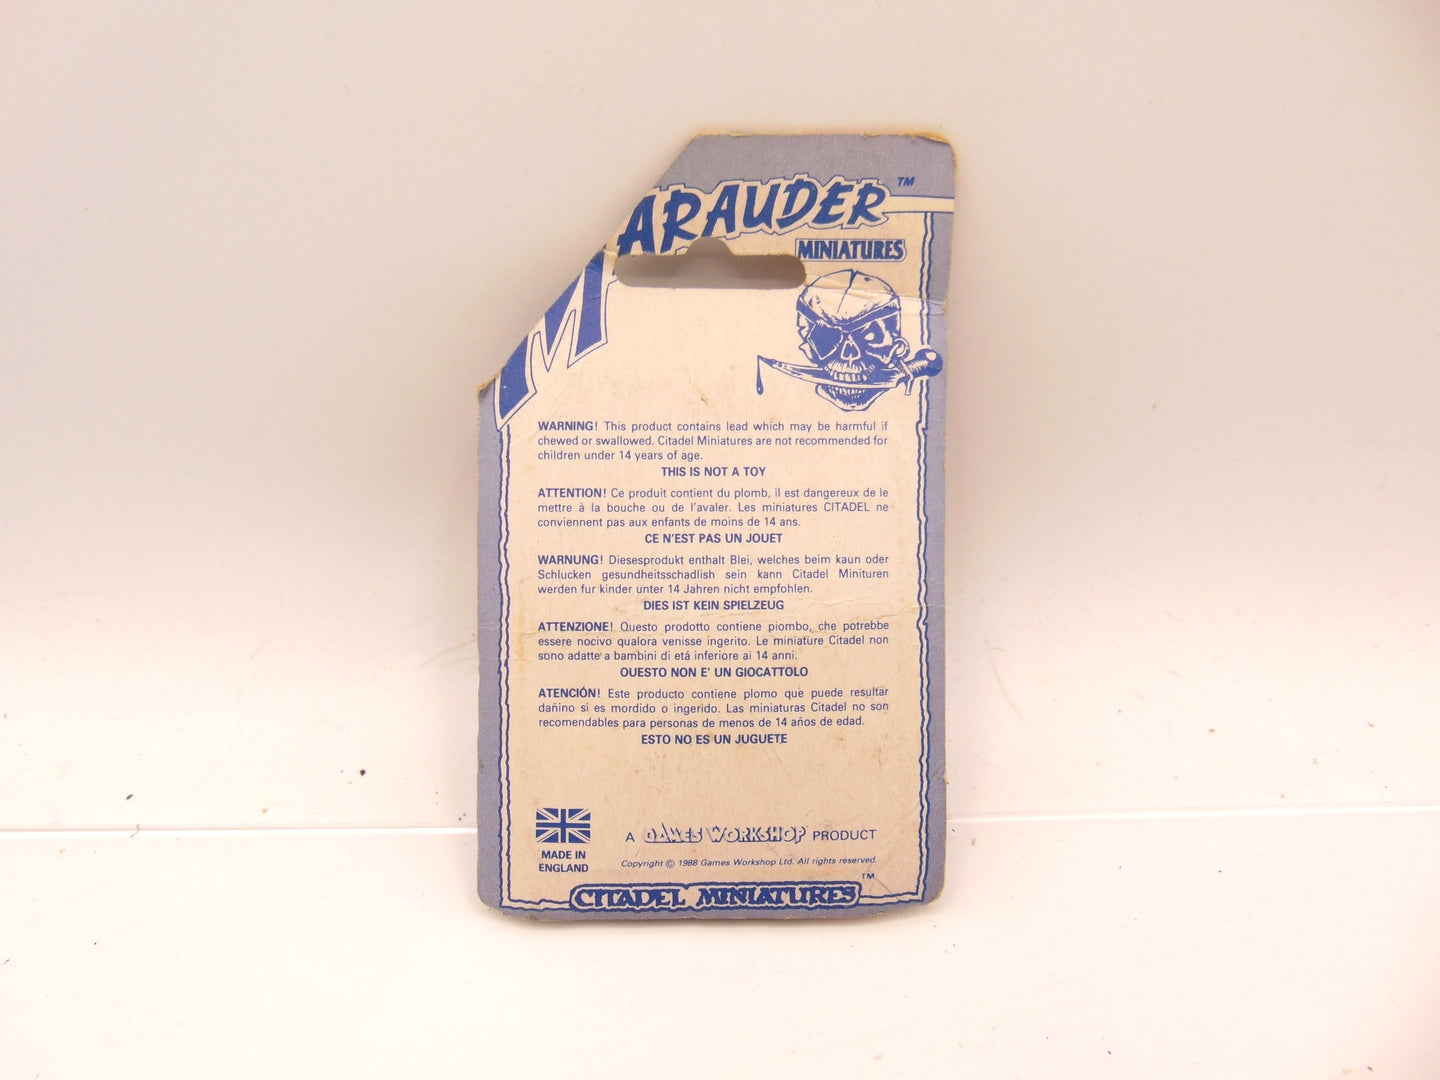 MARAUDER™
MINIATURES
WARNING! This product contains lead which may be harmful if
chewed or swallowed. Citadel Miniatures are not recommended for
children under 14 years of age.
THIS IS NOT A TOY
ATTENTION! Ce produit contient du plomb, il est dangereux de le
mettre à la bouche ou de l'avaler. Les miniatures CITADEL ne
conviennent pas aux enfants de moins de 14 ans.
CE N'EST PAS UN JOUET
WARNUNG! Diesesprodukt enthalt Blei, welches beim kaun oder
Schlucken gesundheitsschadlish sein kann Citadel Minituren
werden fur kinder unter 14 Jahren nicht empfohlen.
DIES IST KEIN SPIELZEUG
ATTENZIONE! Questo prodotto contiene piombo, che potrebbe
essere nocivo qualora venisse ingerito. Le miniature Citadel non
sono adatte a bambini di etá inferiore ai 14 anni.
OUESTO NON E' UN GIOCATTOLO
ATENCIÓN! Este producto contiene plomo que puede resultar
dañino si es mordido o ingerido. Las miniaturas Citadel no son
recomendables para personas de menos de 14 años de edad.
ESTO NO ES UN JUGUETE
MADE IN
ENGLAND
A GAMES WORKSHOP PRODUCT
Copyright © 1988 Games Workshop Ltd. All rights reserved.
CITADEL MINIATURES™